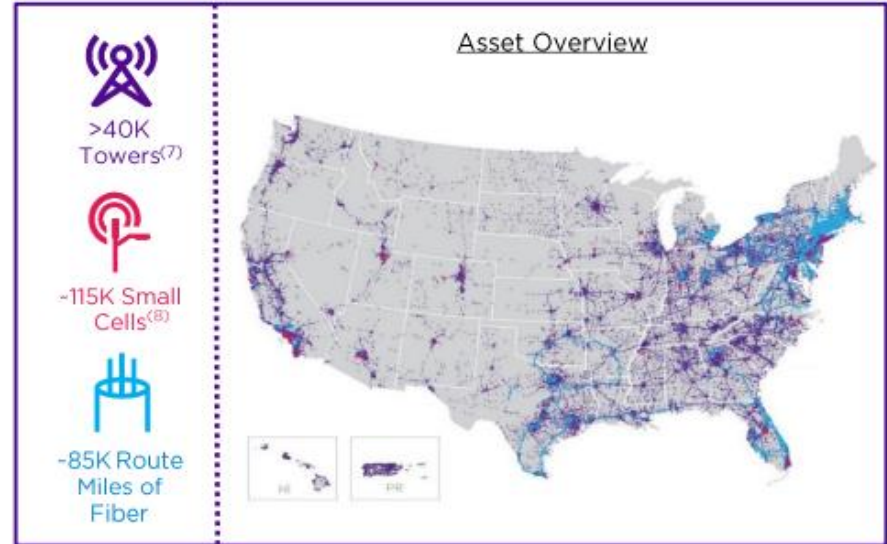 Asset Overview
>40K
Towers(7)
~115K Small
Cells(8)
~85K Route
Miles of
Fiber
HI
PR